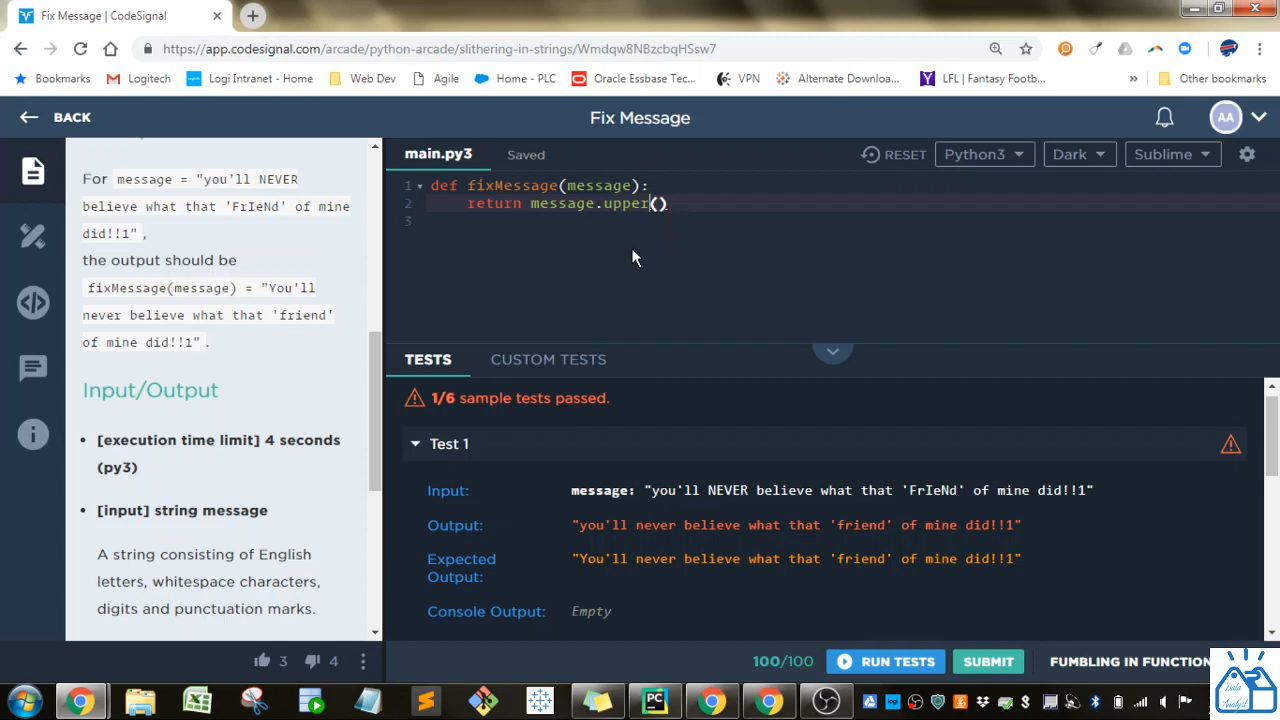 Fix Message | CodeSignal
https://app.codesignal.com/arcade/python-arcade/slithering-in-strings/Wmdqw8NBzcbqHSsw7
Bookmarks Logitech Logi Intranet - Home Web Dev Agile Home - PLC Oracle Essbase Tec... VPN Alternate Downloa... LFL | Fantasy Footb... » Other bookmarks
BACK
Fix Message
AA
main.py3
Saved
RESET
Python3
Dark
Sublime
For message = "you'll NEVER
believe what that 'FrIeNd' of mine
did!!1",
the output should be
fixMessage(message) = "You'll
never believe what that 'friend'
of mine did!!1".
Input/Output
[execution time limit] 4 seconds
(py3)
[input] string message
A string consisting of English
letters, whitespace characters,
digits and punctuation marks.
3
4
1 def fixMessage(message):
2 return message.upper()
3
TESTS
CUSTOM TESTS
1/6 sample tests passed.
Test 1
Input: message: "you'll NEVER believe what that 'FrIeNd' of mine did!!1"
Output: "you'll never believe what that 'friend' of mine did!!1"
Expected "You'll never believe what that 'friend' of mine did!!1"
Output:
Console Output: Empty
100/100
RUN TESTS
SUBMIT
FUMBLING IN FUNCTION
Data
Analyst